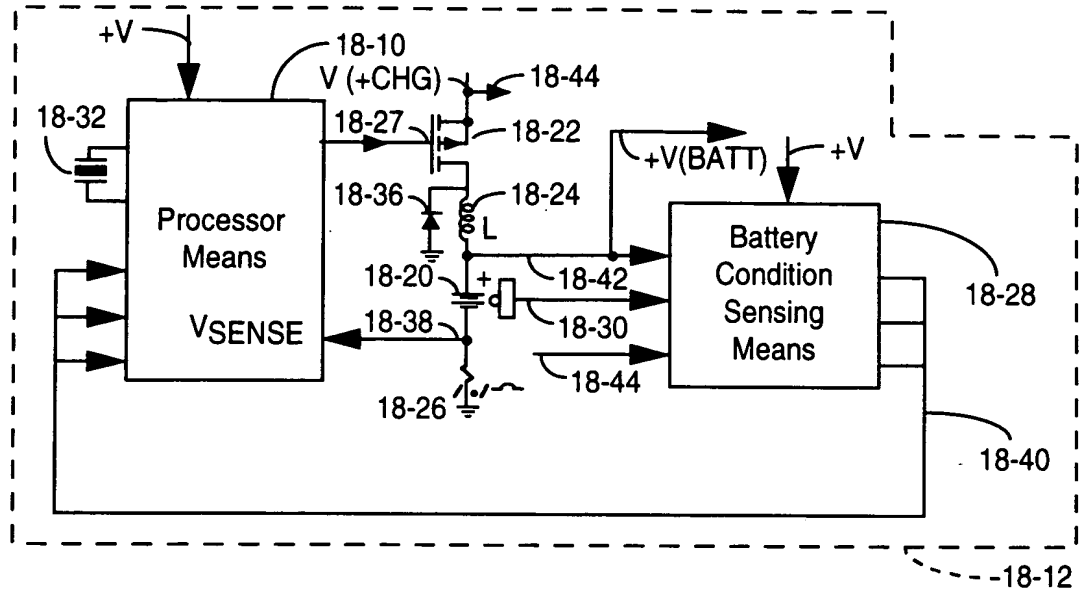 +V
18-10
V (+CHG)
18-44
18-32
18-27
18-22
+V(BATT)
+V
18-36
18-24
L
Processor
Means
Battery
Condition
Sensing
Means
18-20
+
18-42
18-28
18-38
18-30
VSENSE
18-44
18-26
18-40
18-12